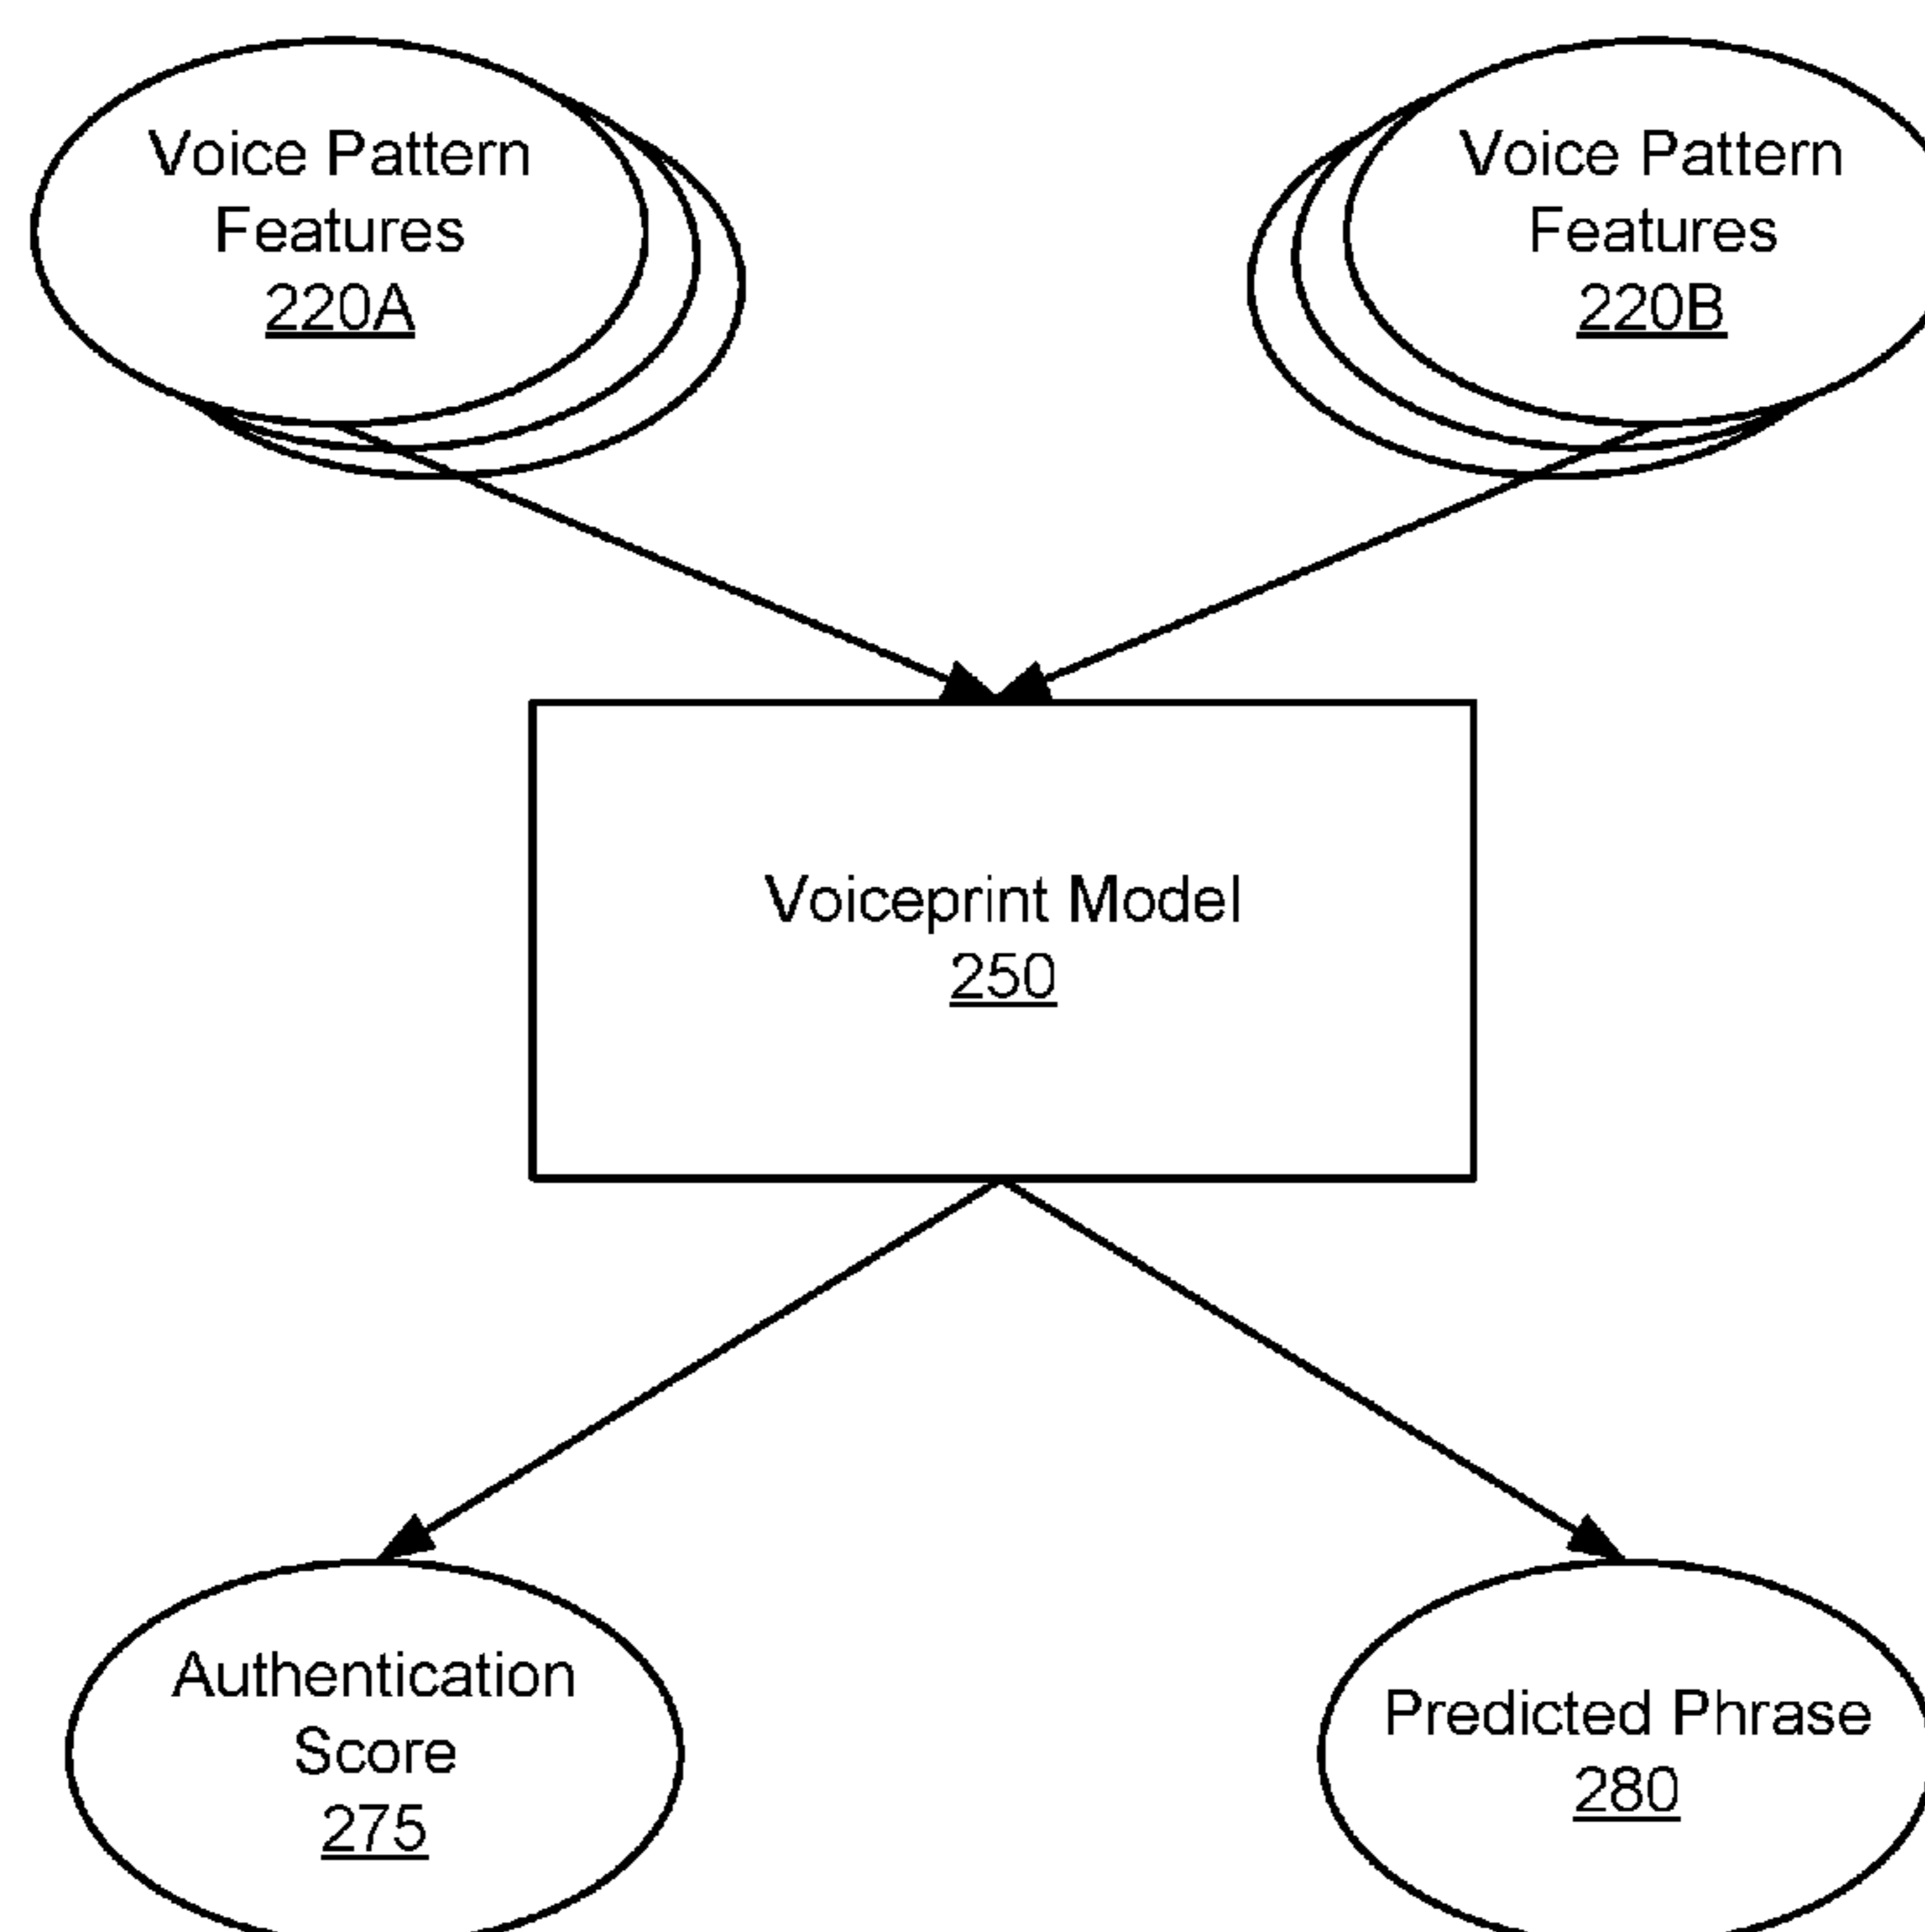 Voice Pattern
Features
220A
Voice Pattern
Features
220B
Voiceprint Model
250
Authentication
Score
275
Predicted Phrase
280